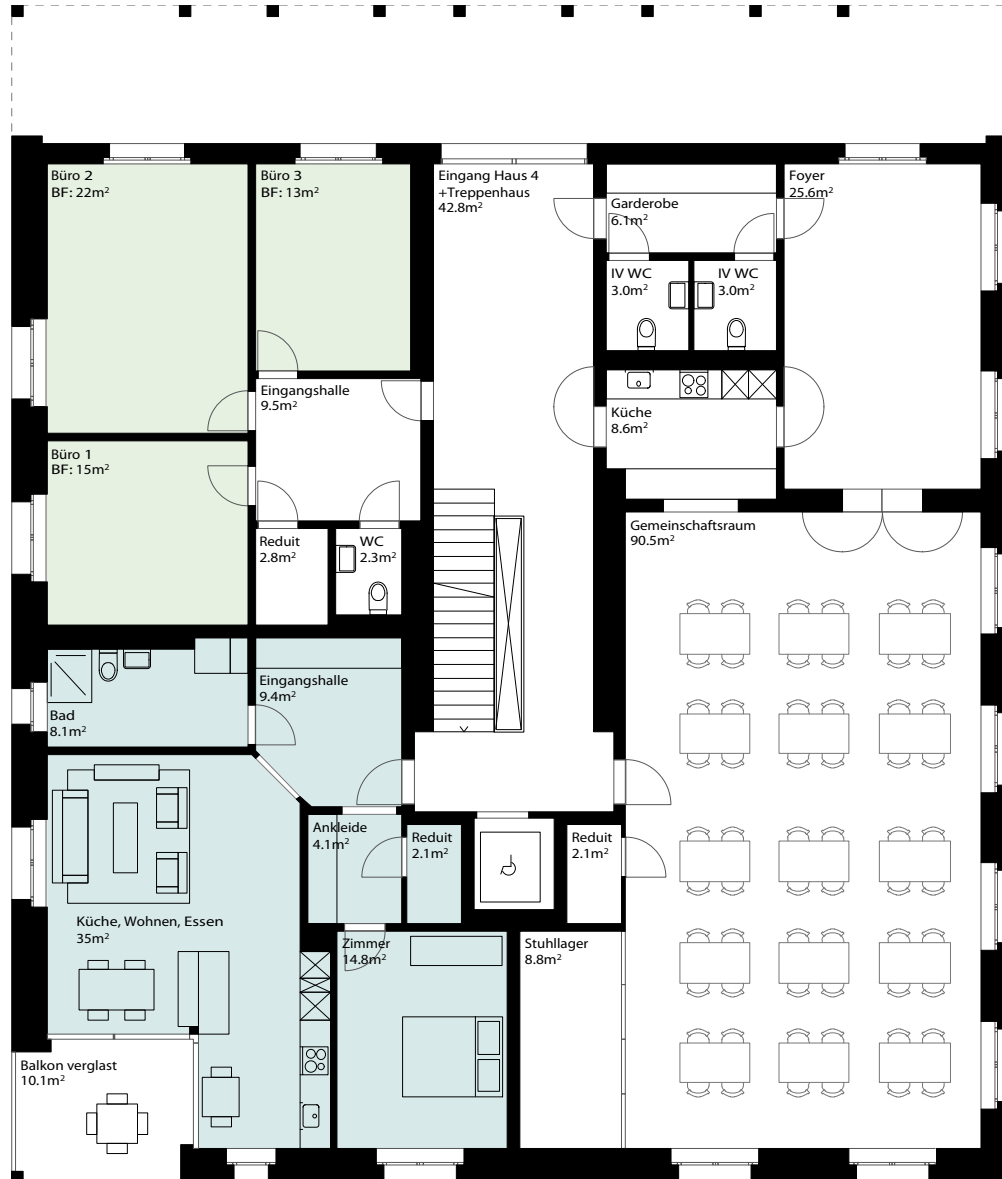 Büro 2
BF: 22m²
Büro 3
BF: 13m²
Eingang Haus 4
+Treppenhaus
42.8m²
Garderobe
6.1m²
Foyer
25.6m²
IV WC
3.0m²
IV WC
3.0m²
Eingangshalle
9.5m²
Küche
8.6m²
Büro 1
BF: 15m²
Reduit
2.8m²
WC
2.3m²
Gemeinschaftsraum
90.5m²
Eingangshalle
9.4m²
Bad
8.1m²
Ankleide
4.1m²
Reduit
2.1m²
Reduit
2.1m²
Küche, Wohnen, Essen
35m²
Zimmer
14.8m²
Stuhllager
8.8m²
Balkon verglast
10.1m²